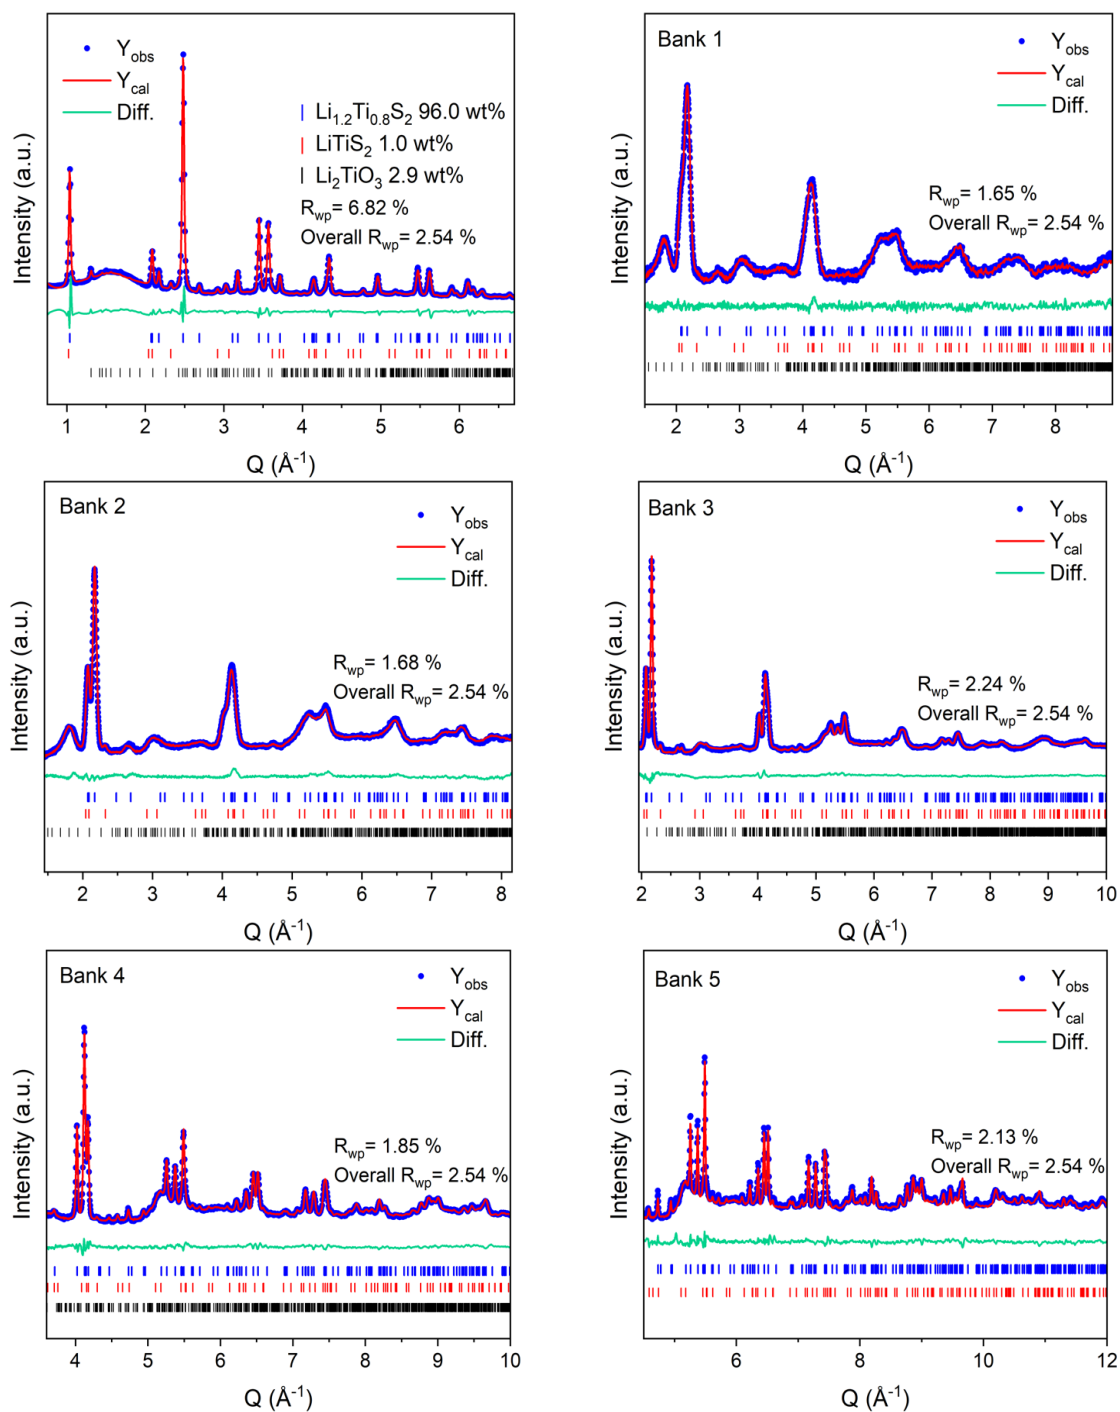 Y_obs
Y_cal
Diff.
Li_1.2Ti_0.8S_2 96.0 wt%
LiTiS_2 1.0 wt%
Li_2TiO_3 2.9 wt%
R_wp= 6.82 %
Overall R_wp= 2.54 %
Intensity (a.u.)
1 2 3 4 5 6
Q (Å^-1)
Bank 1
Y_obs
Y_cal
Diff.
R_wp= 1.65 %
Overall R_wp= 2.54 %
Intensity (a.u.)
2 3 4 5 6 7 8
Q (Å^-1)
Bank 2
Y_obs
Y_cal
Diff.
R_wp= 1.68 %
Overall R_wp= 2.54 %
Intensity (a.u.)
2 3 4 5 6 7 8
Q (Å^-1)
Bank 3
Y_obs
Y_cal
Diff.
R_wp= 2.24 %
Overall R_wp= 2.54 %
Intensity (a.u.)
2 3 4 5 6 7 8 9 10
Q (Å^-1)
Bank 4
Y_obs
Y_cal
Diff.
R_wp= 1.85 %
Overall R_wp= 2.54 %
Intensity (a.u.)
4 5 6 7 8 9 10
Q (Å^-1)
Bank 5
Y_obs
Y_cal
Diff.
R_wp= 2.13 %
Overall R_wp= 2.54 %
Intensity (a.u.)
6 8 10 12
Q (Å^-1)